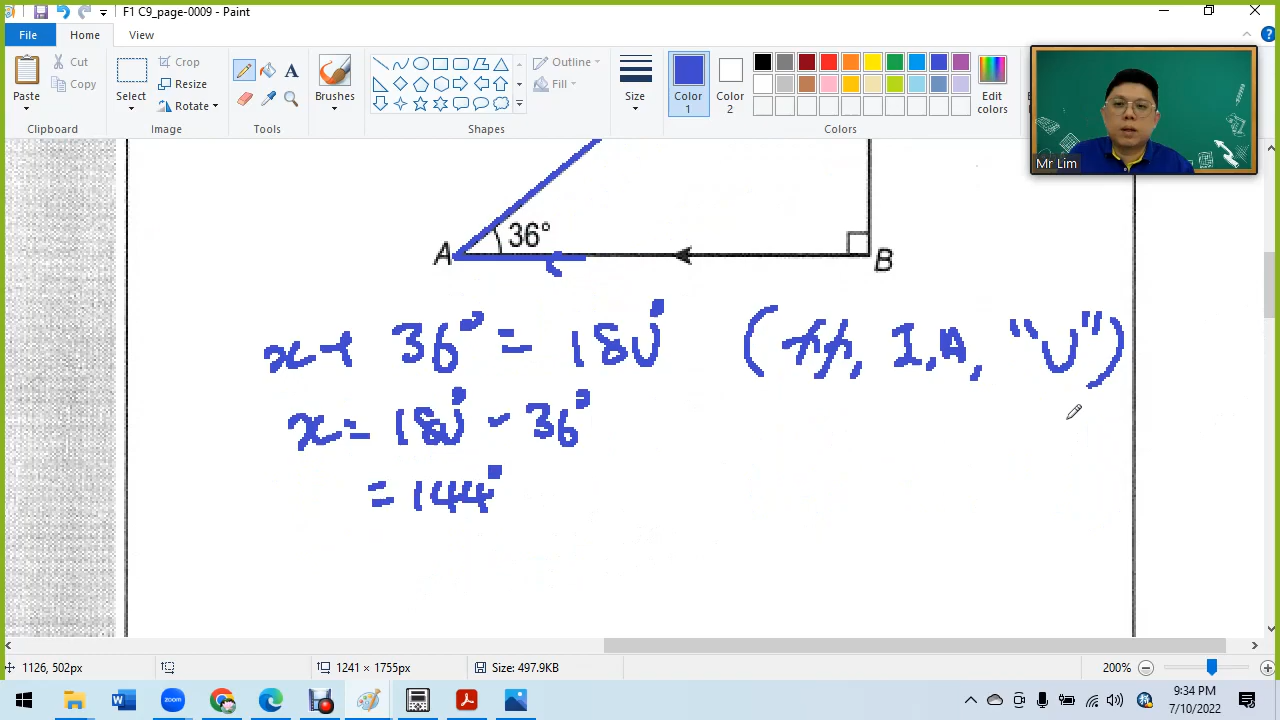 F1 C9_page-0009 - Paint
File Home View
Paste Cut Copy Clipboard
Select Crop Resize Rotate Image
Tools
Brushes
Shapes
Outline Fill
Size
Color 1 Color 2 Edit colors
Colors
Mr Lim
36°
A B
x + 36° = 180° ( //, I.A, "U")
x = 180° - 36°
= 144°
1126, 502px 1241 × 1755px Size: 497.9KB 200%
9:34 PM
7/10/2022